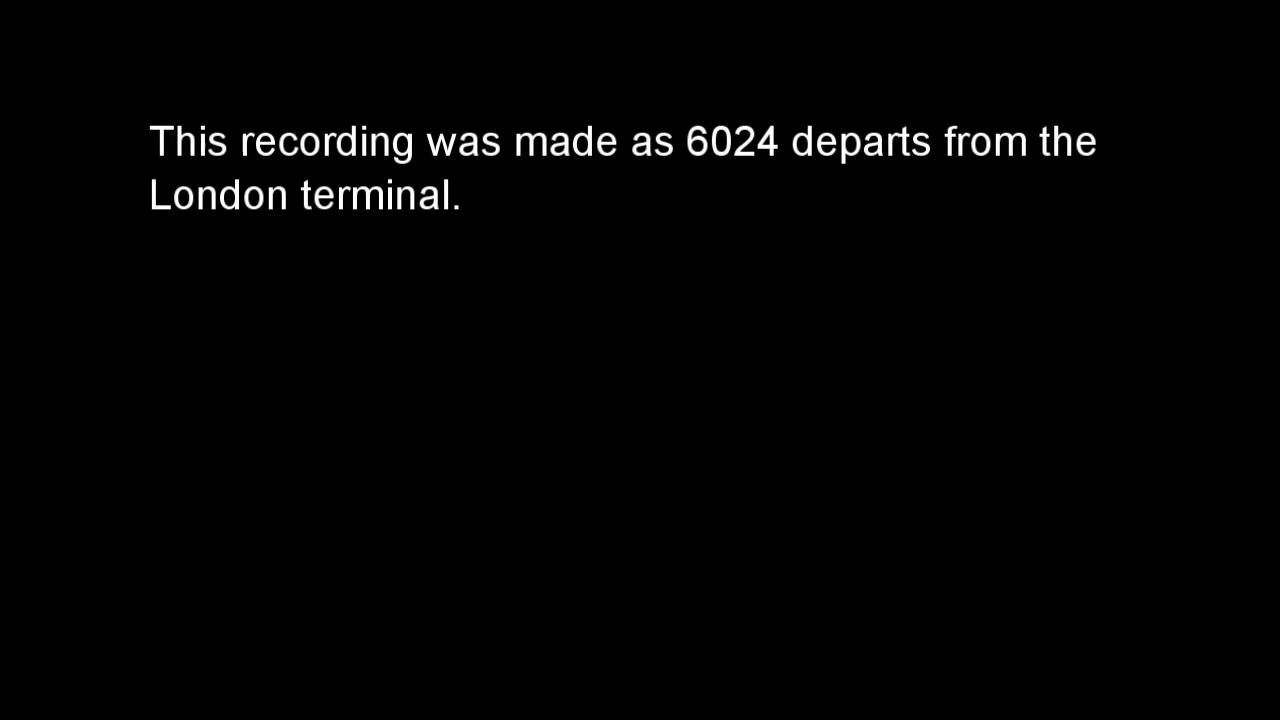 This recording was made as 6024 departs from the
London terminal.